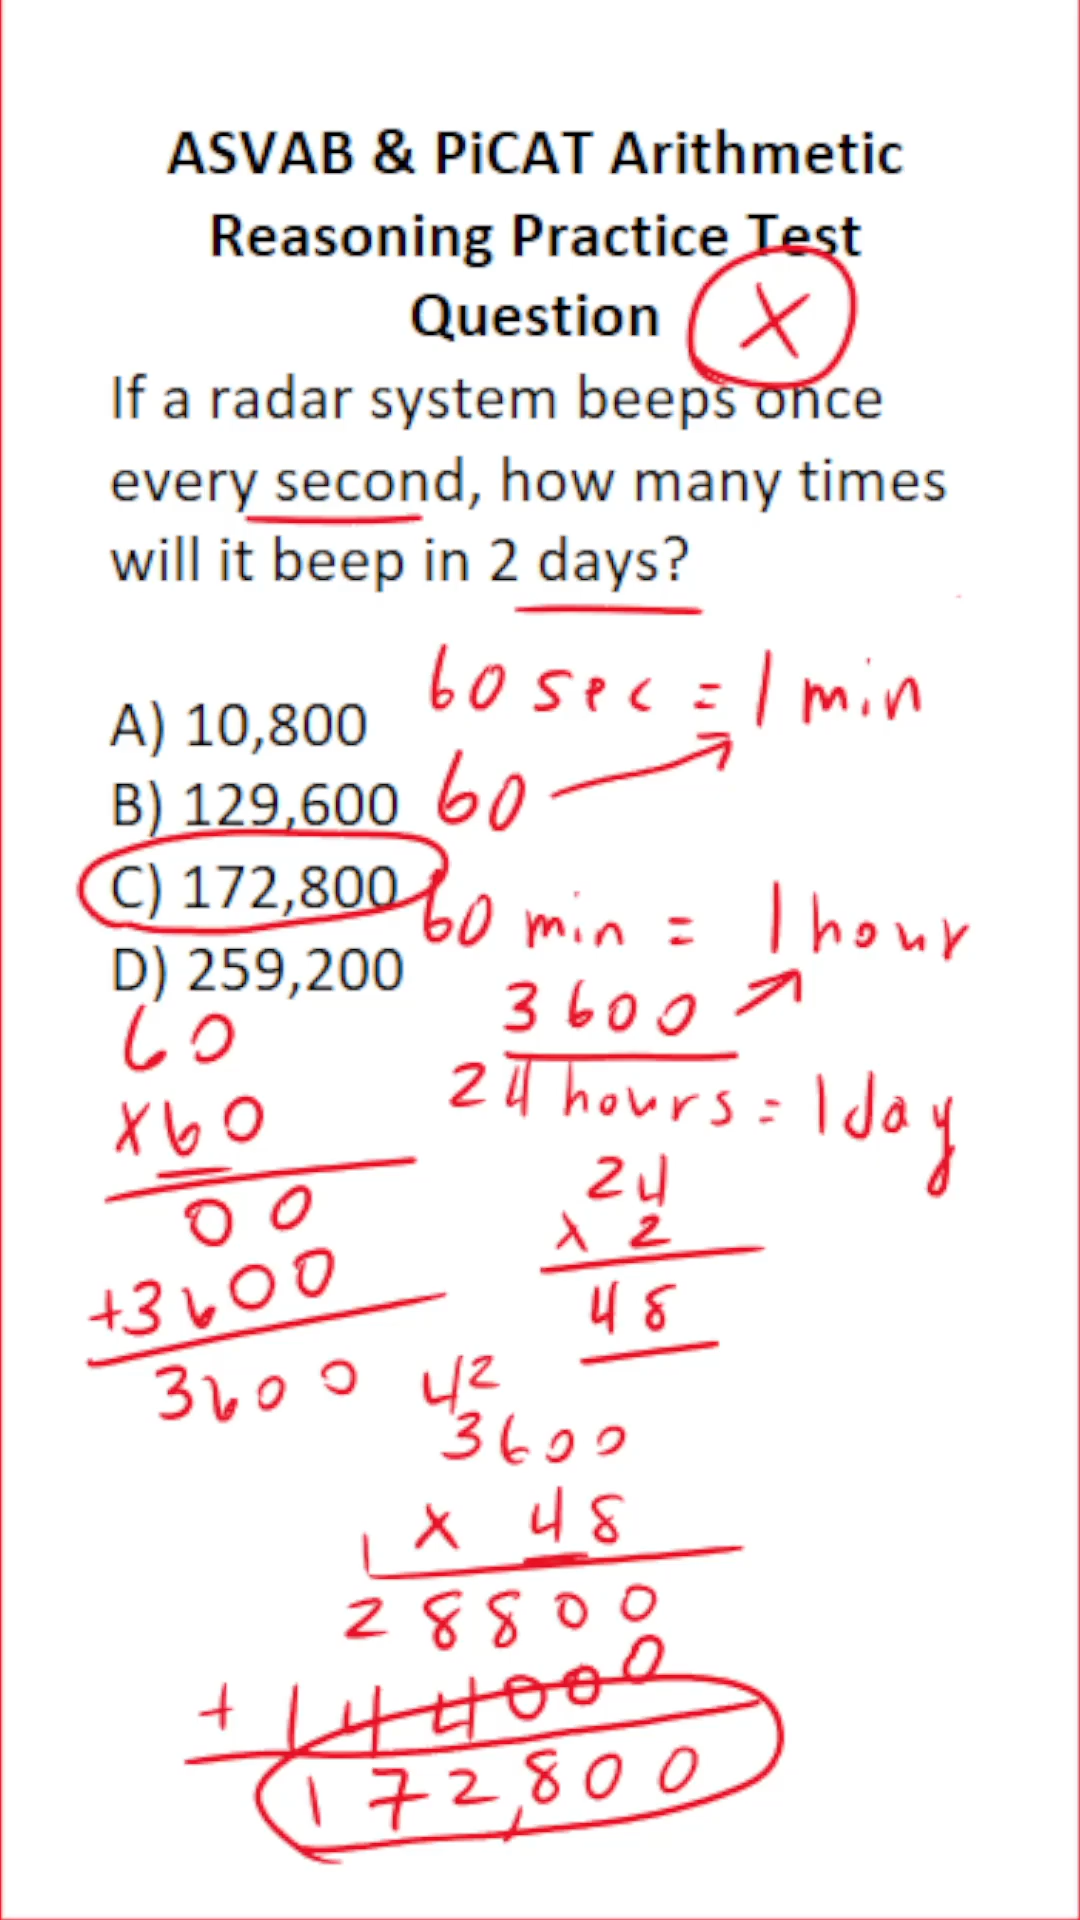 ASVAB & PiCAT Arithmetic
Reasoning Practice Test
Question X
If a radar system beeps once
every second, how many times
will it beep in 2 days?
60 sec = 1 min
A) 10,800
B) 129,600
60
C) 172,800
60 min = 1 hour
D) 259,200
3600
24 hours = 1 day
60
x60
00
+3600
3600
24
x 2
48
42
3600
x 48
1
28800
+ 144000
172,800